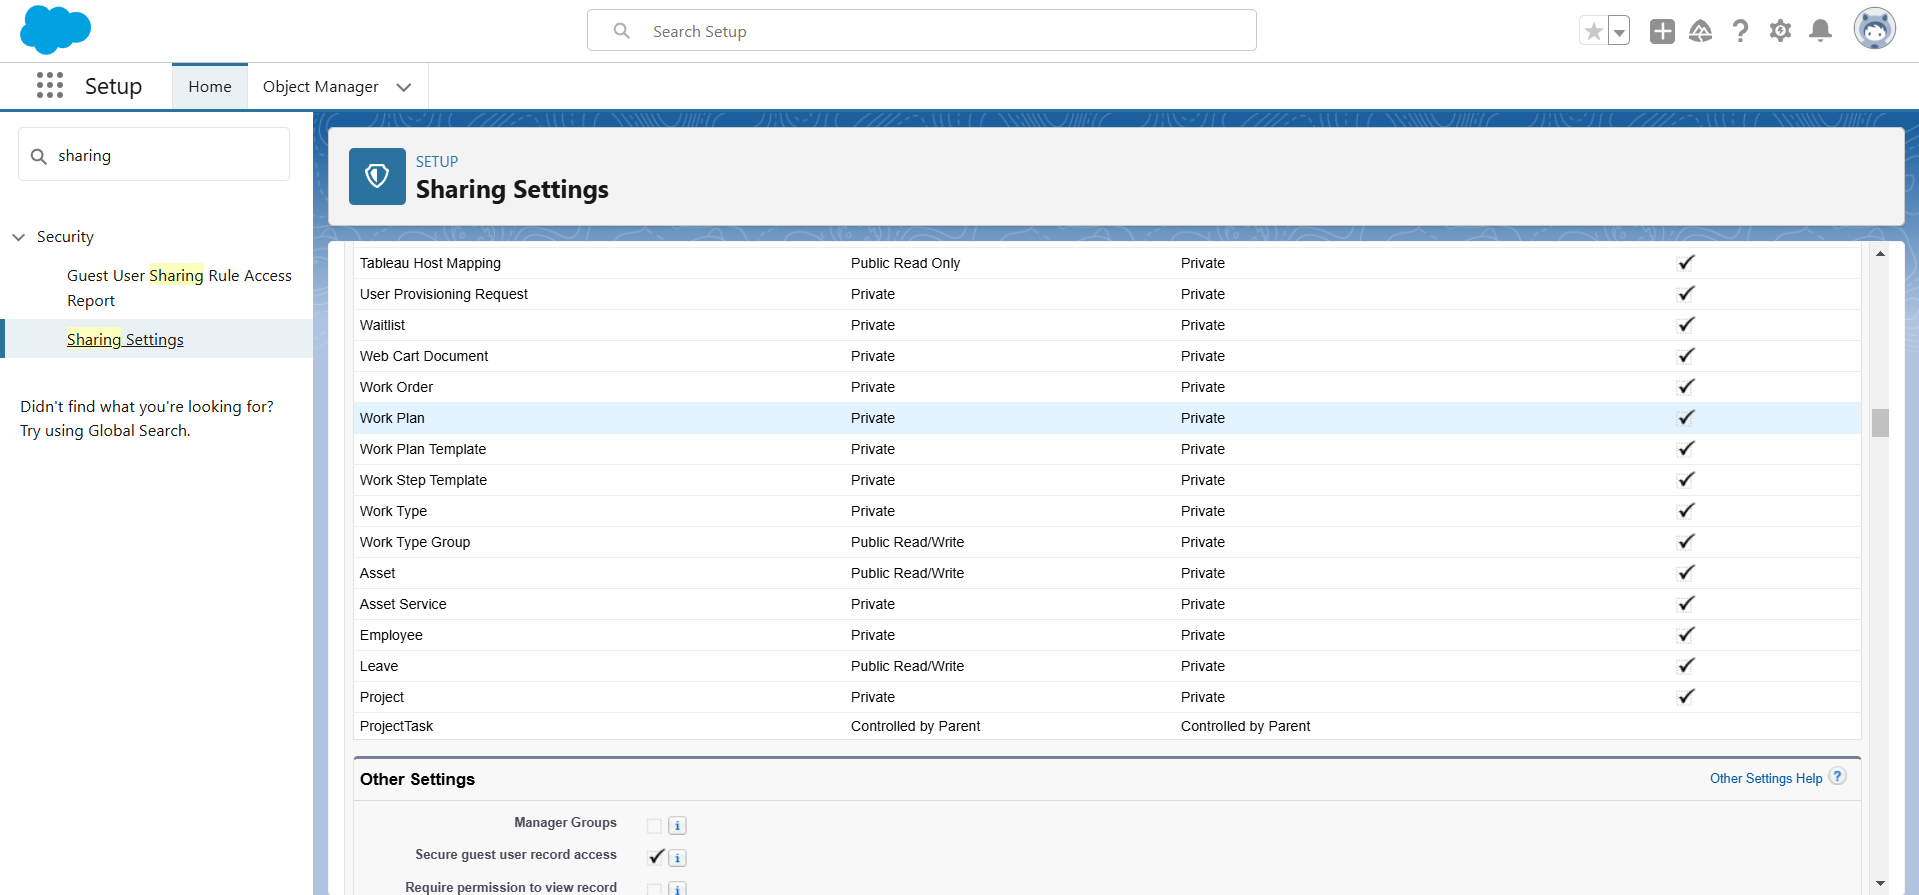 Search Setup
Setup
Home
Object Manager
sharing
Security
Guest User Sharing Rule Access
Report
Sharing Settings
Didn't find what you're looking for?
Try using Global Search.
SETUP
Sharing Settings
Tableau Host Mapping Public Read Only Private
User Provisioning Request Private Private
Waitlist Private Private
Web Cart Document Private Private
Work Order Private Private
Work Plan Private Private
Work Plan Template Private Private
Work Step Template Private Private
Work Type Private Private
Work Type Group Public Read/Write Private
Asset Public Read/Write Private
Asset Service Private Private
Employee Private Private
Leave Public Read/Write Private
Project Private Private
ProjectTask Controlled by Parent Controlled by Parent
Other Settings
Other Settings Help ?
Manager Groups
Secure guest user record access
Require permission to view record